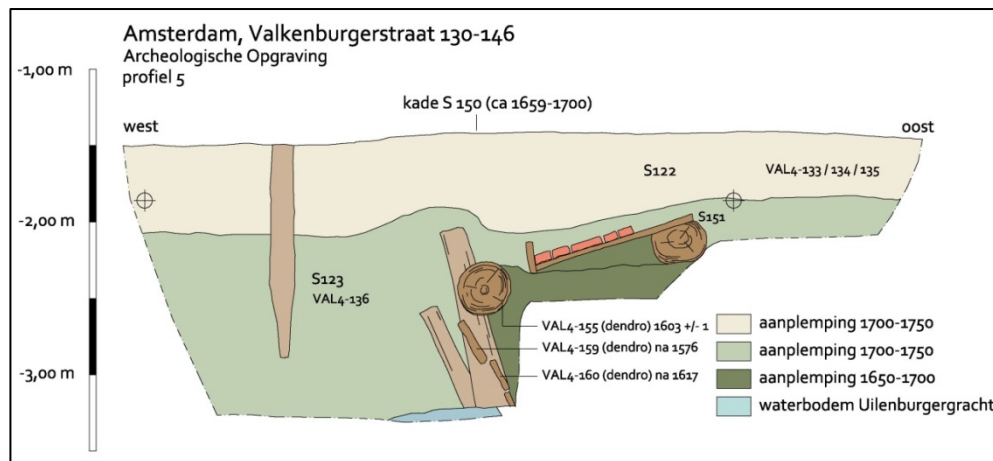 Amsterdam, Valkenburgerstraat 130-146
Archeologische Opgraving
profiel 5
-1,00 m
kade S 150 (ca 1659-1700)
west
oost
S122
VAL4-133 / 134 / 135
-2,00 m
S151
S123
VAL4-136
VAL4-155 (dendro) 1603 +/- 1
VAL4-159 (dendro) na 1576
VAL4-160 (dendro) na 1617
-3,00 m
aanplemping 1700-1750
aanplemping 1700-1750
aanplemping 1650-1700
waterbodem Uilenburgergracht